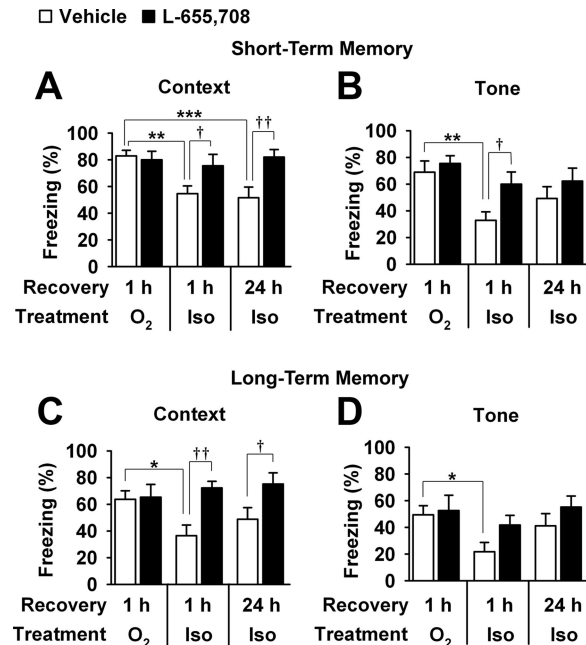 □ Vehicle ■ L-655,708
Short-Term Memory
A
Context
Freezing (%)
100
80
60
40
20
0
***
**
†
††
Recovery 1 h 1 h 24 h
Treatment O₂ Iso Iso
B
Tone
Freezing (%)
100
80
60
40
20
0
**
†
Recovery 1 h 1 h 24 h
Treatment O₂ Iso Iso
Long-Term Memory
C
Context
Freezing (%)
100
80
60
40
20
0
*
††
†
Recovery 1 h 1 h 24 h
Treatment O₂ Iso Iso
D
Tone
Freezing (%)
100
80
60
40
20
0
*
Recovery 1 h 1 h 24 h
Treatment O₂ Iso Iso